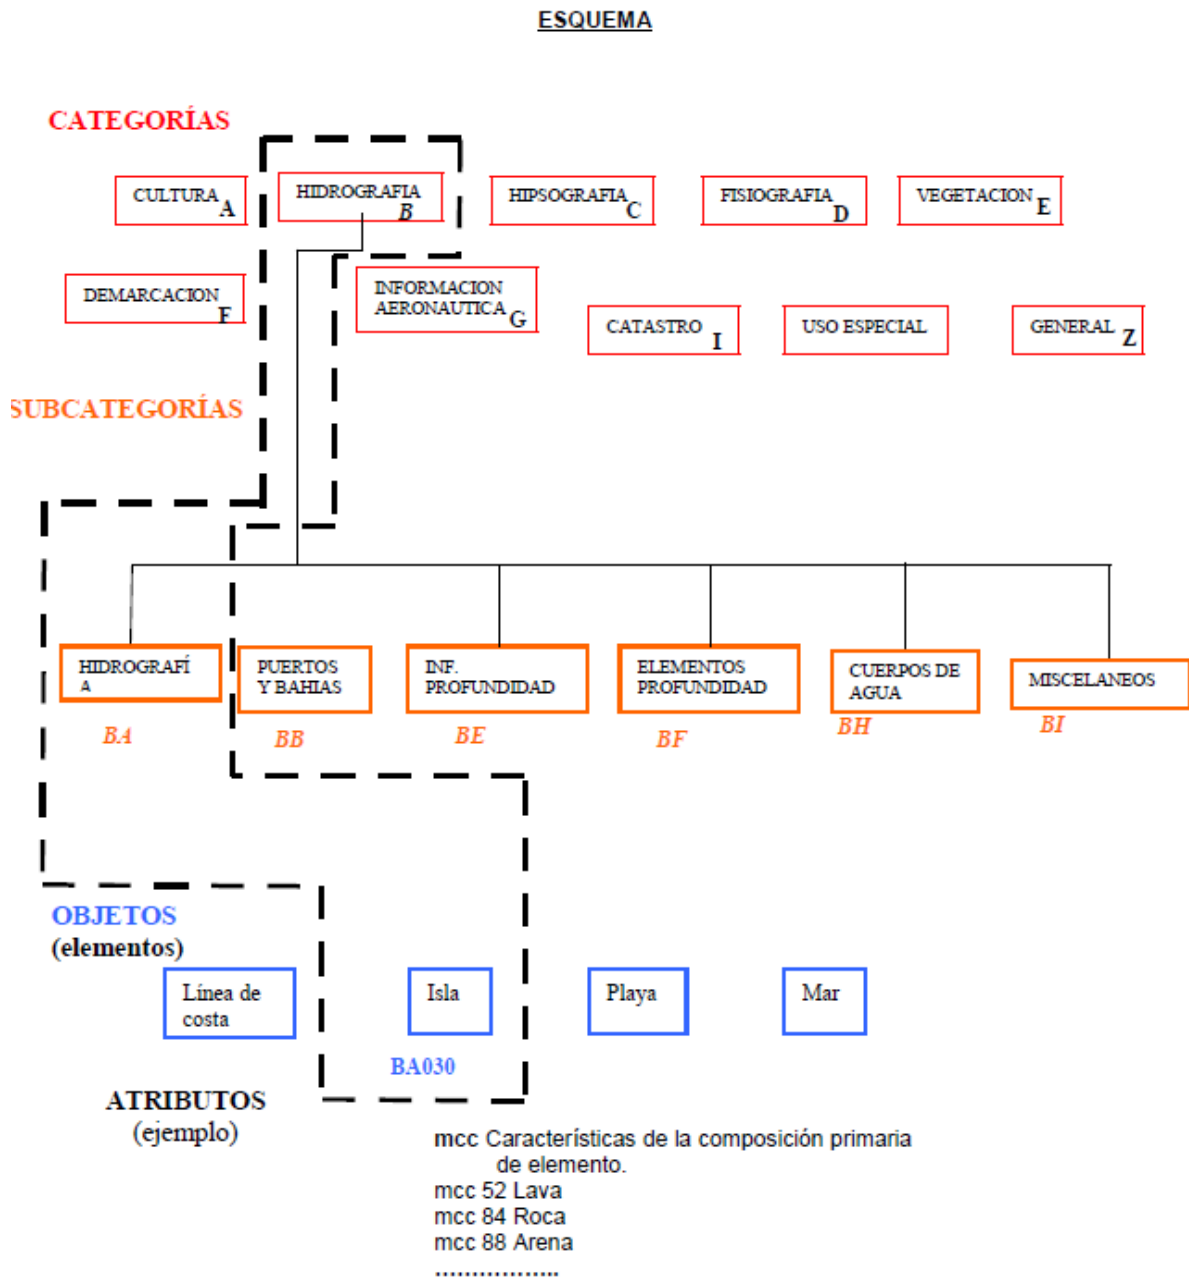 ESQUEMA
CATEGORÍAS
CULTURA A
HIDROGRAFIA
B
HIPSOGRAFIA C
FISIOGRAFIA D
VEGETACION E
DEMARCACION F
INFORMACION
AERONAUTICA G
CATASTRO I
USO ESPECIAL
GENERAL Z
SUBCATEGORÍAS
HIDROGRAFÍ
A
BA
PUERTOS
Y BAHIAS
BB
INF.
PROFUNDIDAD
BE
ELEMENTOS
PROFUNDIDAD
BF
CUERPOS DE
AGUA
BH
MISCELANEOS
BI
OBJETOS
(elementos)
Línea de
costa
Isla
BA030
Playa
Mar
ATRIBUTOS
(ejemplo)
mcc Características de la composición primaria
de elemento.
mcc 52 Lava
mcc 84 Roca
mcc 88 Arena
.................